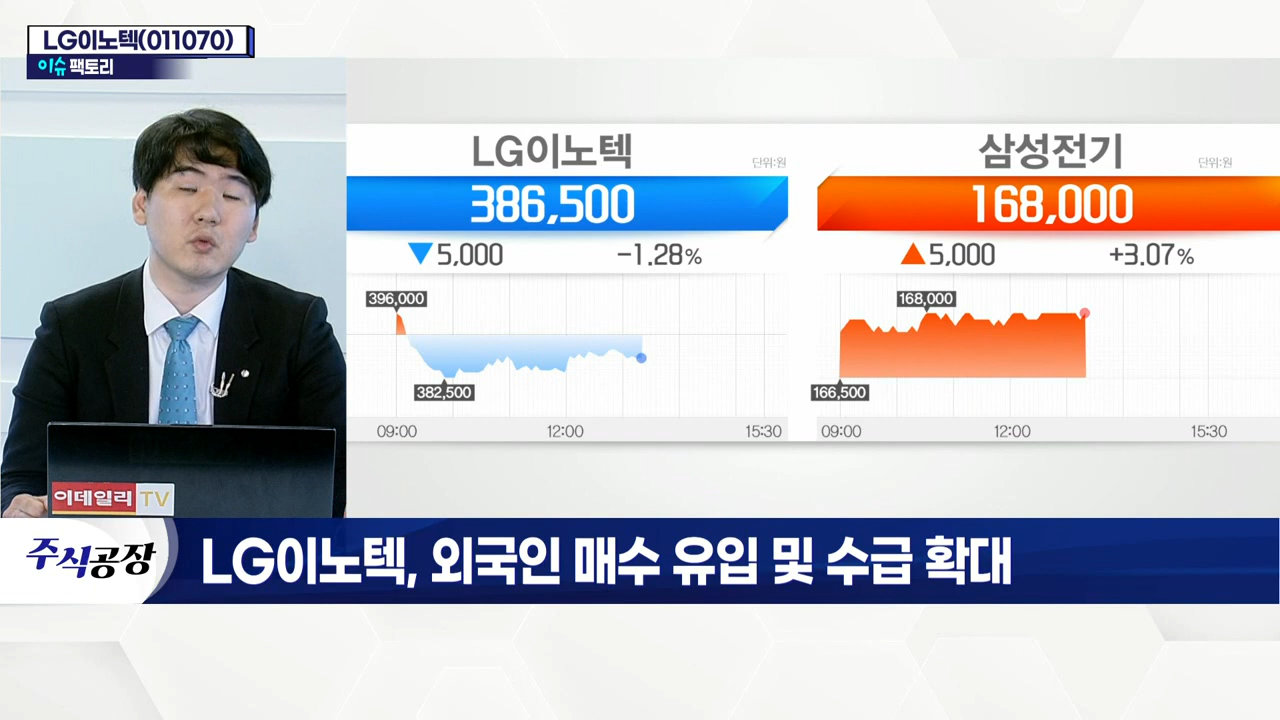 LG이노텍(011070)
이슈 팩토리
LG이노텍
단위:원
386,500
▼5,000 -1.28%
396,000
382,500
09:00 12:00 15:30
삼성전기
단위:원
168,000
▲5,000 +3.07%
168,000
166,500
09:00 12:00 15:30
이데일리TV
주식공장
LG이노텍, 외국인 매수 유입 및 수급 확대